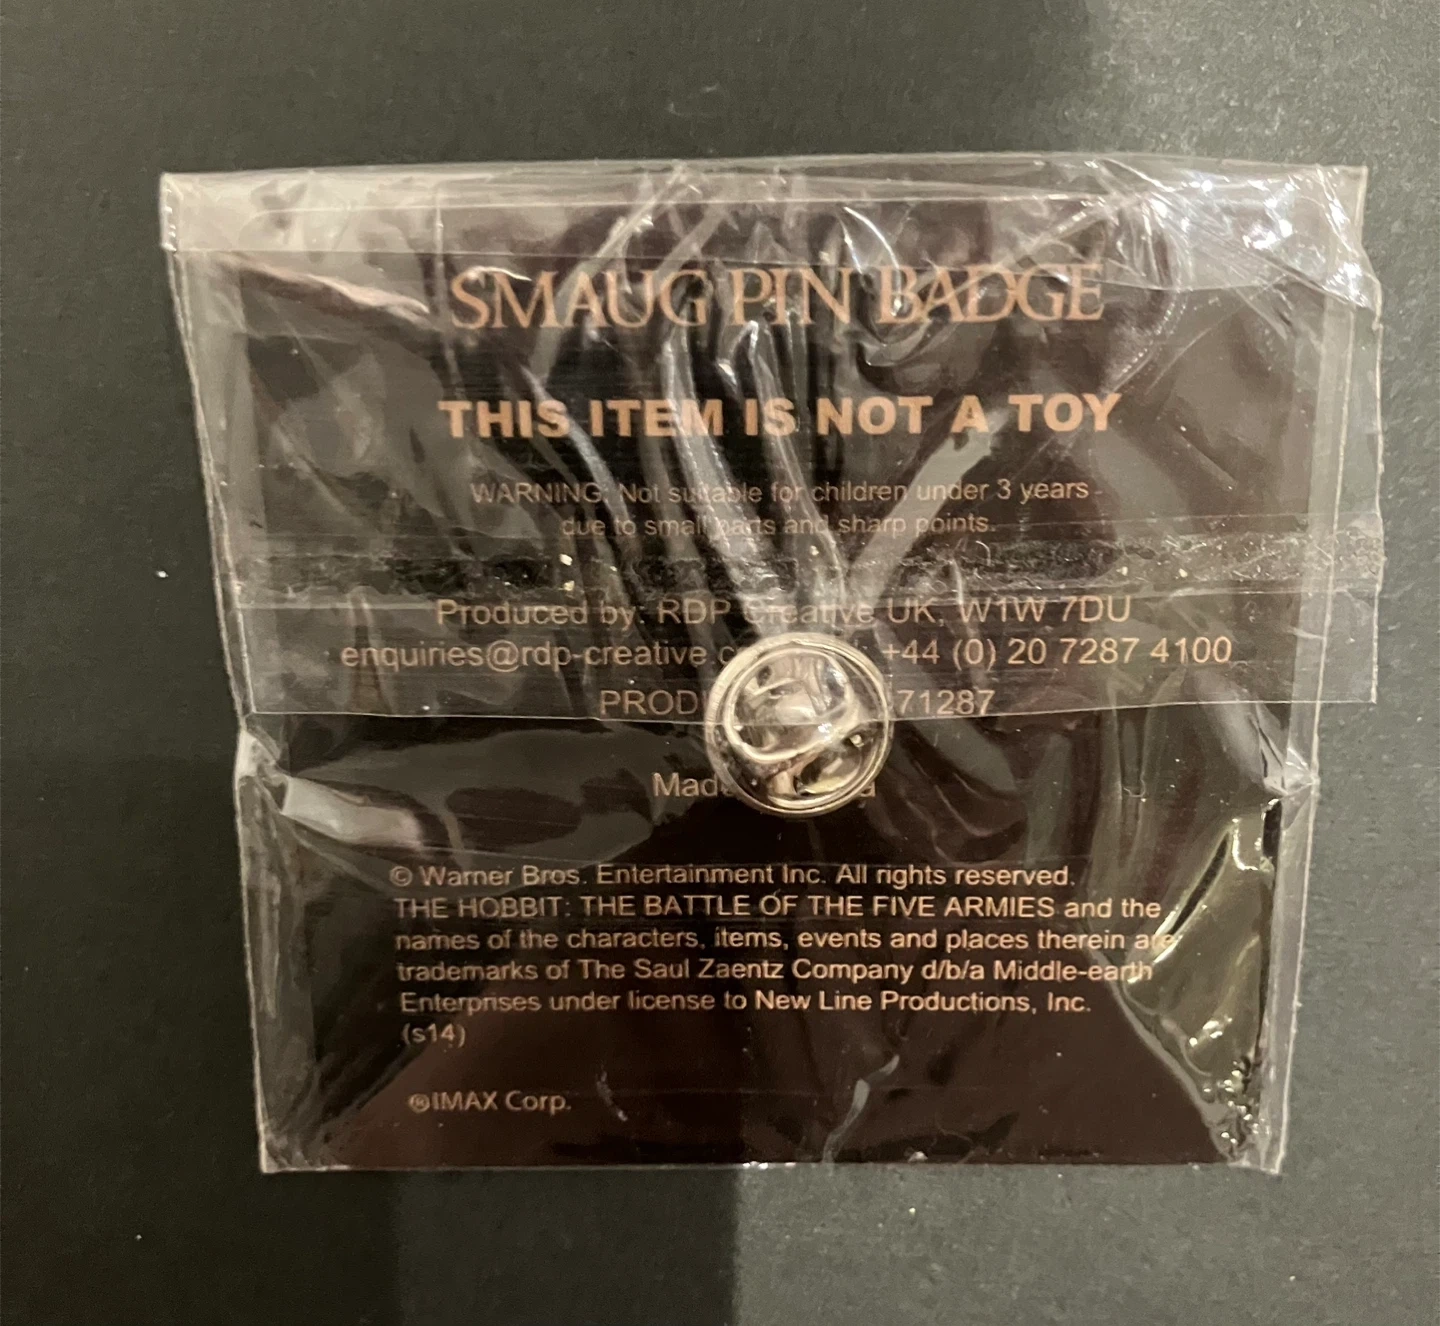 SMAUG PIN BADGE
THIS ITEM IS NOT A TOY
WARNING: Not suitable for children under 3 years
due to small parts and sharp points.
Produced by: RDP Creative UK, W1W 7DU
enquiries@rdp-creative +44 (0) 20 7287 4100
71287
© Warner Bros. Entertainment Inc. All rights reserved.
THE HOBBIT: THE BATTLE OF THE FIVE ARMIES and the
names of the characters, items, events and places therein are
trademarks of The Saul Zaentz Company d/b/a Middle-earth
Enterprises under license to New Line Productions, Inc.
(s14)
®IMAX Corp.